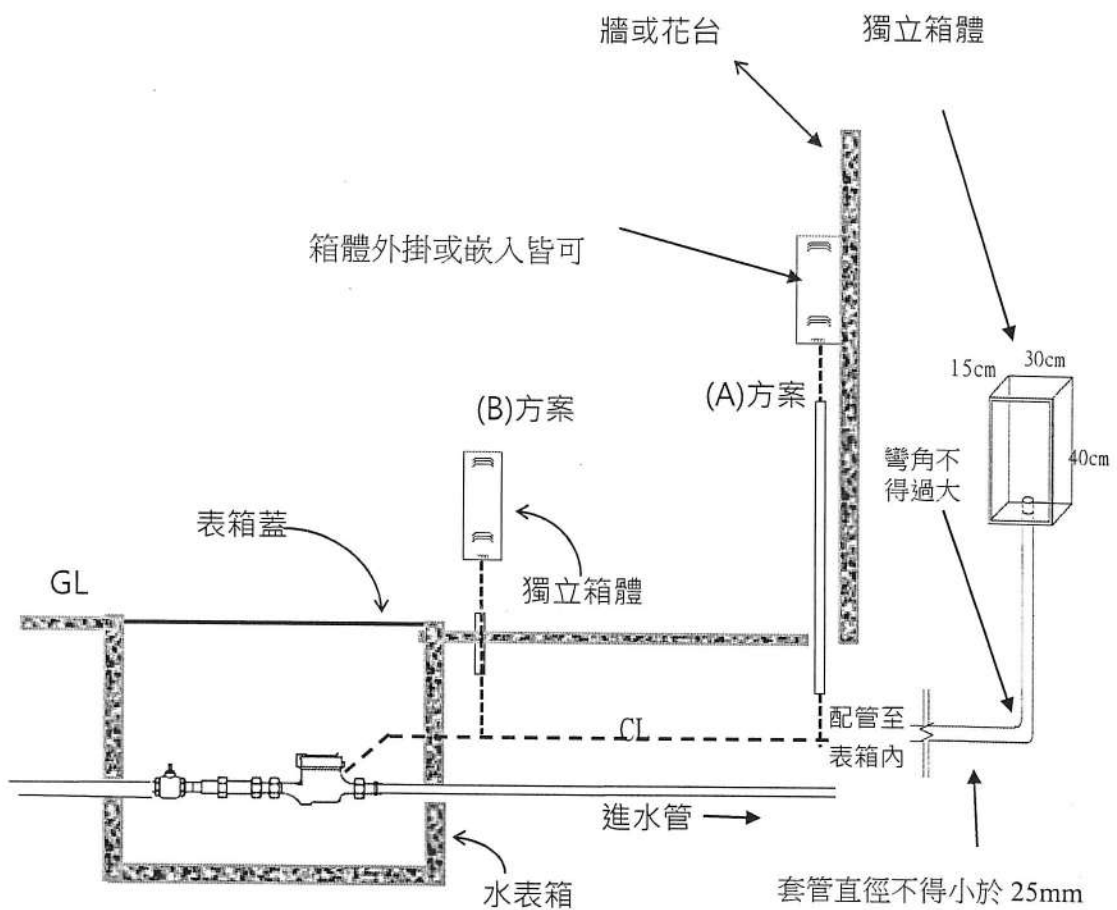 牆或花台
獨立箱體
箱體外掛或嵌入皆可
30cm
15cm
(A)方案
(B)方案
40cm
彎角不
得過大
表箱蓋
獨立箱體
GL
配管至
CL
表箱內
進水管
水表箱
套管直徑不得小於 25mm